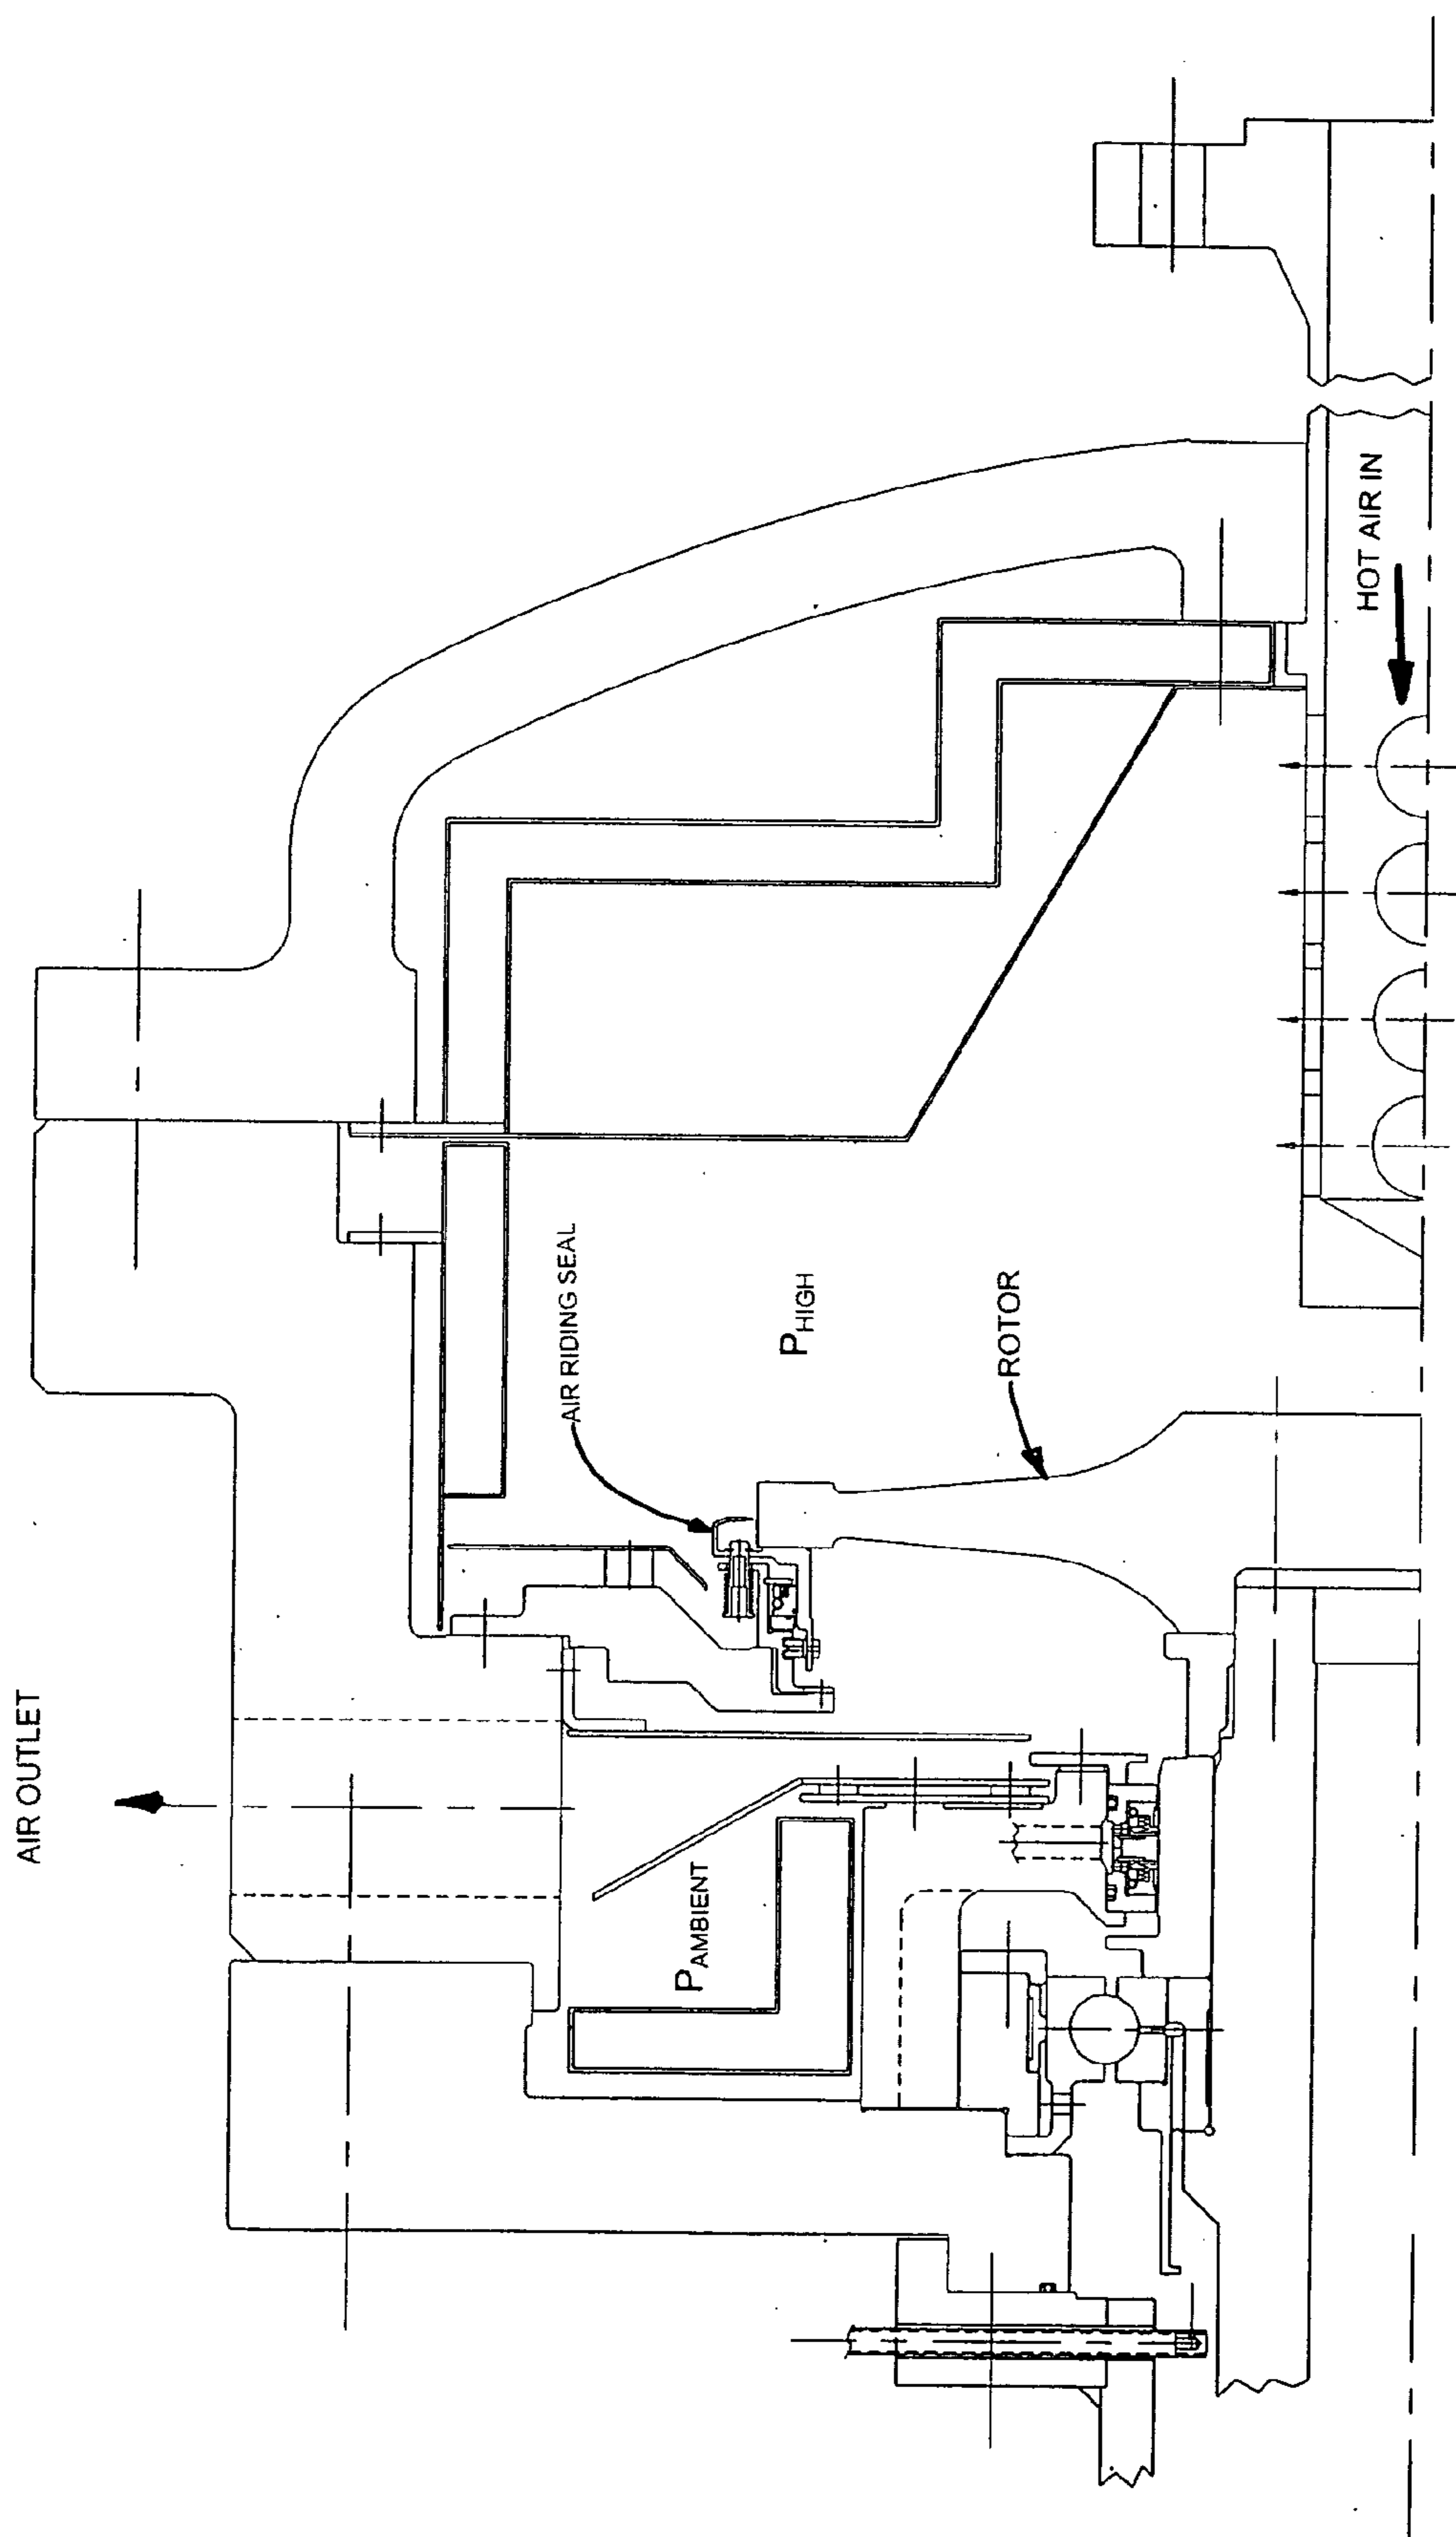 AIR OUTLET
P AMBIENT
AIR RIDING SEAL
P HIGH
ROTOR
HOT AIR IN